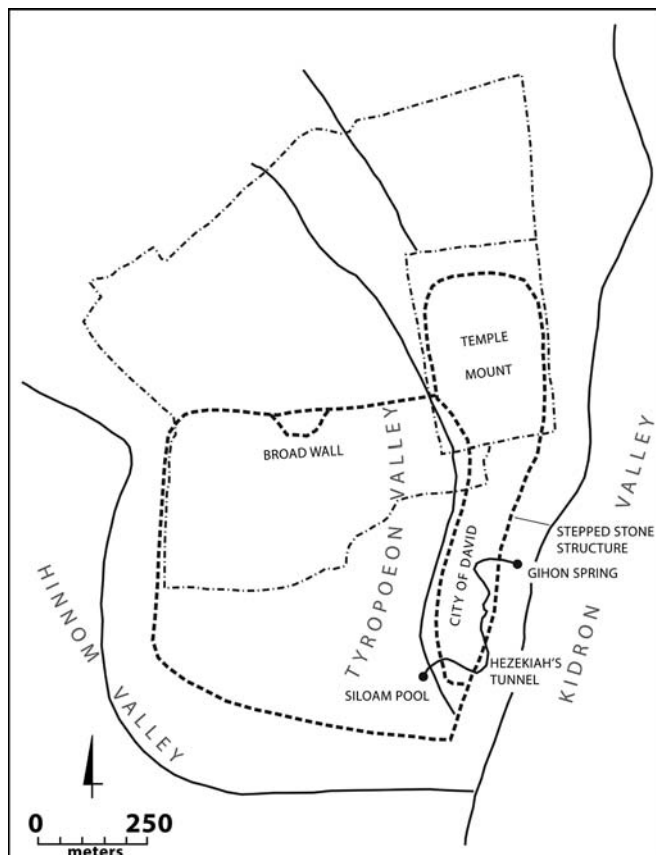 TEMPLE
MOUNT
BROAD WALL
TYROPOEON VALLEY
CITY OF DAVID
STEPPED STONE
STRUCTURE
GIHON SPRING
HEZEKIAH'S
TUNNEL
SILOAM POOL
HINNOM VALLEY
KIDRON VALLEY
0 250
meters